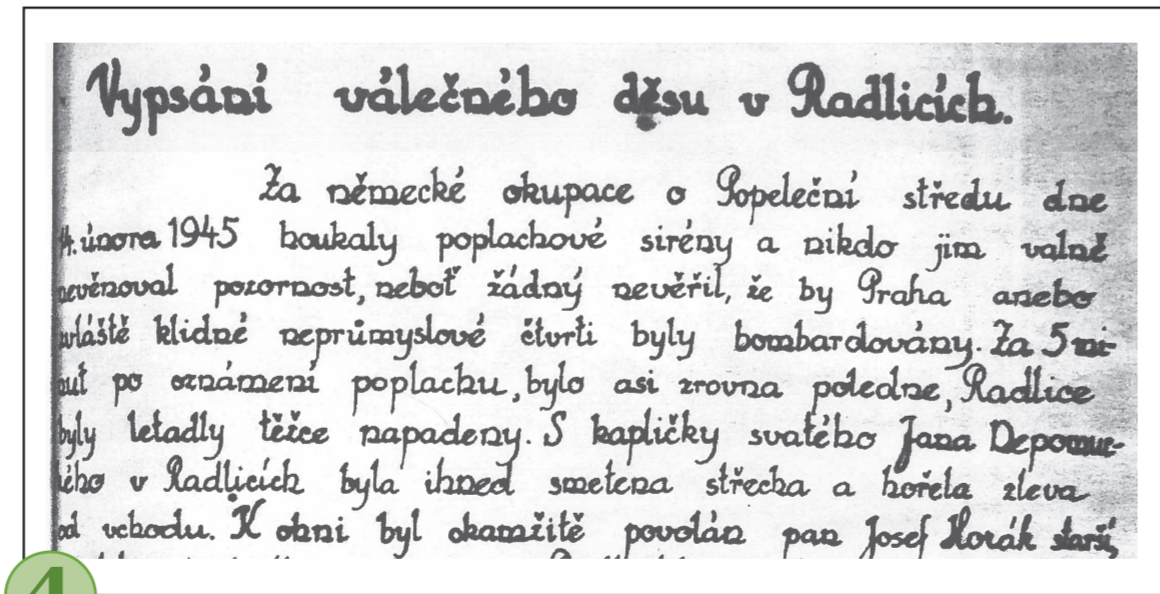 Vypsání válečného děsu v Radlicích.
Za německé okupace o Popeleční středu dne
14. února 1945 houkaly poplachové sirény a nikdo jim valně
nevěnoval pozornost, neboť žádný nevěřil, že by Praha anebo
zvláště klidné neprůmyslové čtvrti byly bombardovány. Za 5 mi-
nut po oznámení poplachu, bylo asi zrovna poledne, Radlice
byly letadly těžce napadeny. S kapličky svatého Jana Nepomuc-
kého v Radlicích byla ihned smetena střecha a hořela zleva
od vchodu. K ohni byl okamžitě povolán pan Josef Horák starší,
4